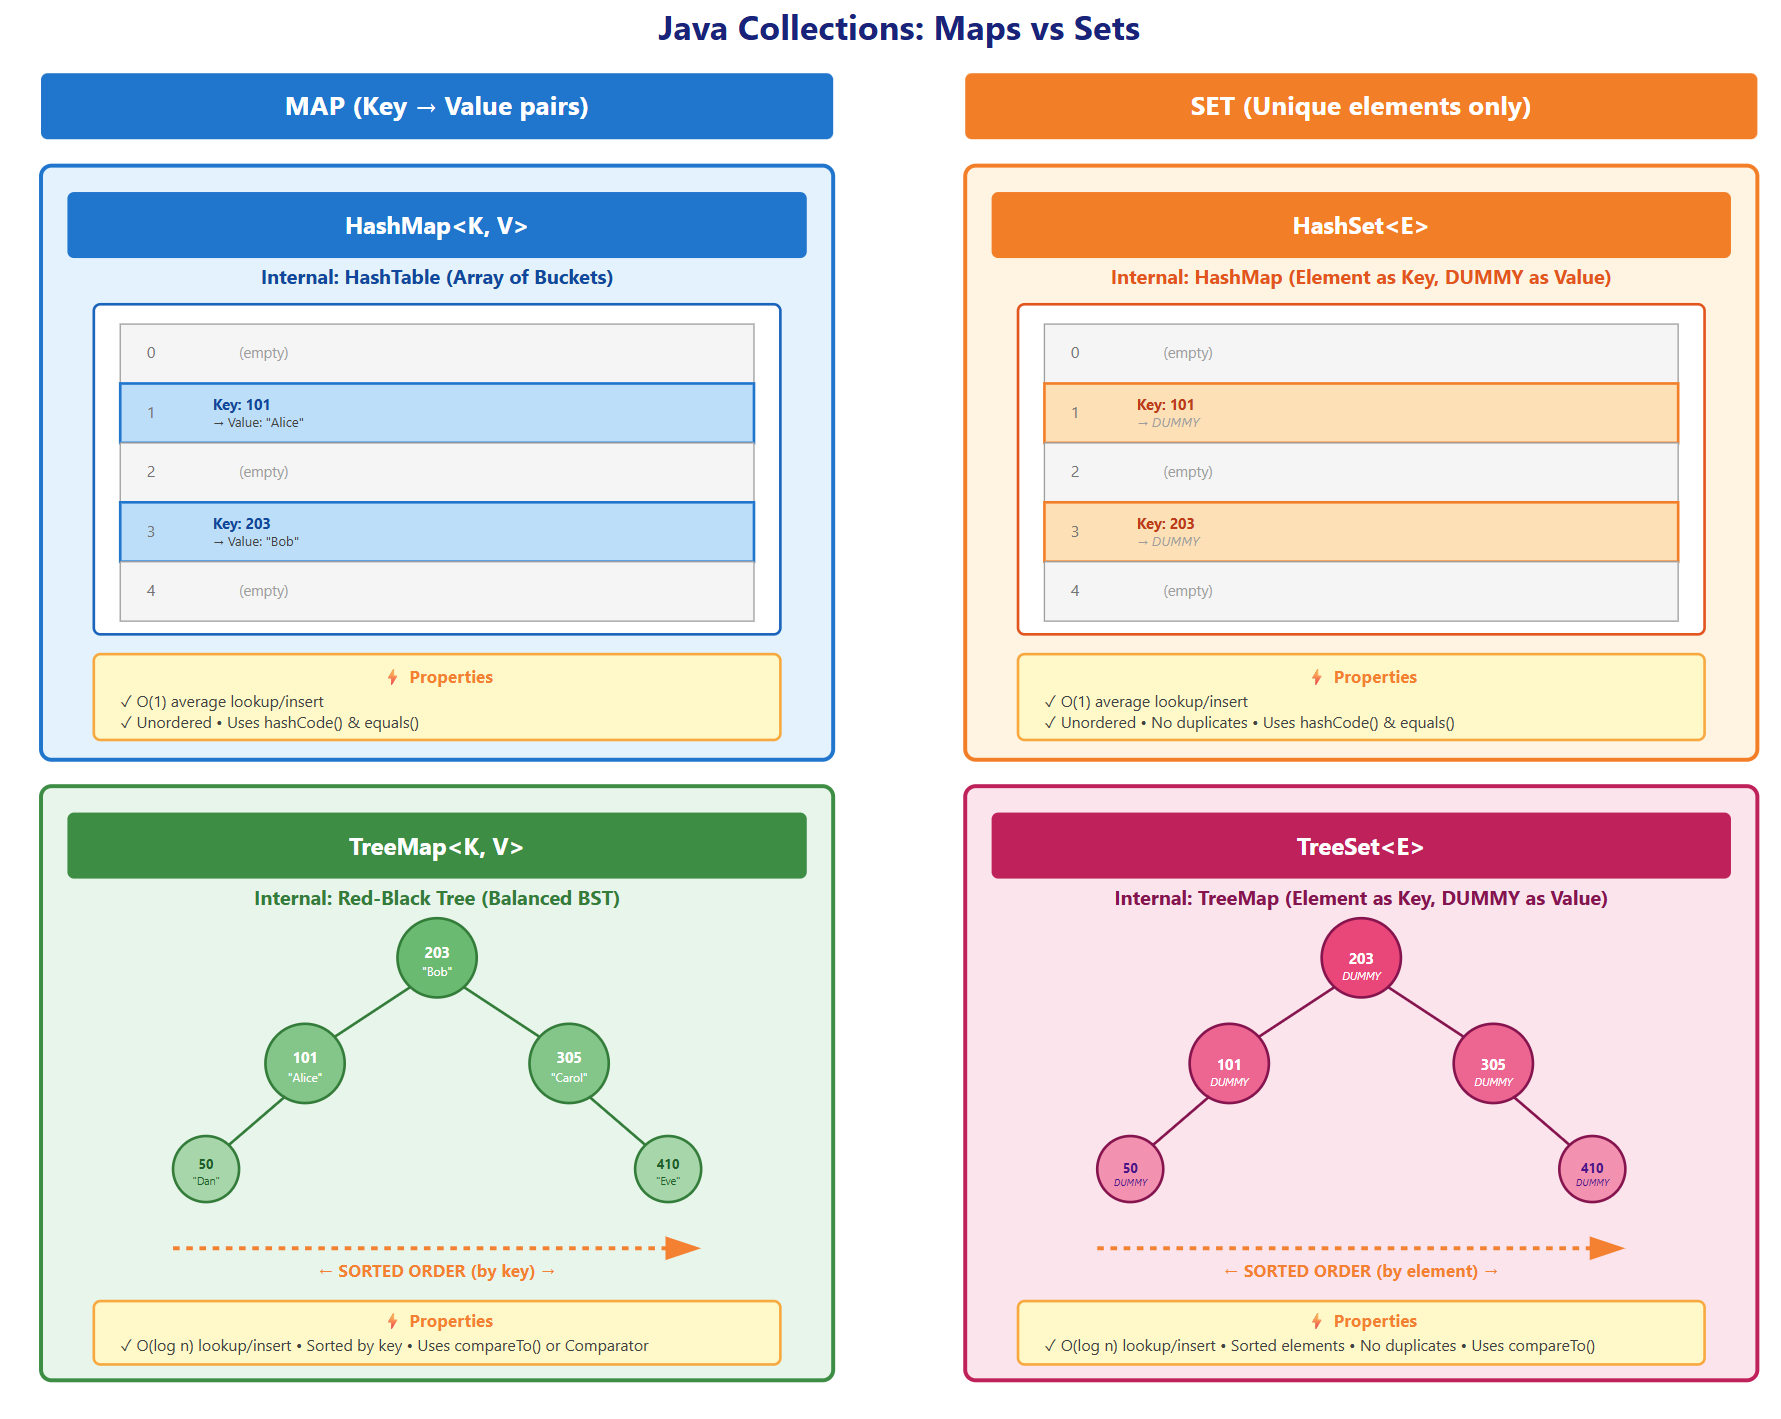 Java Collections: Maps vs Sets
MAP (Key → Value pairs)
HashMap<K, V>
Internal: HashTable (Array of Buckets)
0 (empty)
1 Key: 101
→ Value: "Alice"
2 (empty)
3 Key: 203
→ Value: "Bob"
4 (empty)
⚡ Properties
✓ O(1) average lookup/insert
✓ Unordered • Uses hashCode() & equals()
SET (Unique elements only)
HashSet<E>
Internal: HashMap (Element as Key, DUMMY as Value)
0 (empty)
1 Key: 101
→ DUMMY
2 (empty)
3 Key: 203
→ DUMMY
4 (empty)
⚡ Properties
✓ O(1) average lookup/insert
✓ Unordered • No duplicates • Uses hashCode() & equals()
TreeMap<K, V>
Internal: Red-Black Tree (Balanced BST)
203
"Bob"
101
"Alice"
305
"Carol"
50
"Dan"
410
"Eve"
← SORTED ORDER (by key) →
⚡ Properties
✓ O(log n) lookup/insert • Sorted by key • Uses compareTo() or Comparator
TreeSet<E>
Internal: TreeMap (Element as Key, DUMMY as Value)
203
DUMMY
101
DUMMY
305
DUMMY
50
DUMMY
410
DUMMY
← SORTED ORDER (by element) →
⚡ Properties
✓ O(log n) lookup/insert • Sorted elements • No duplicates • Uses compareTo()